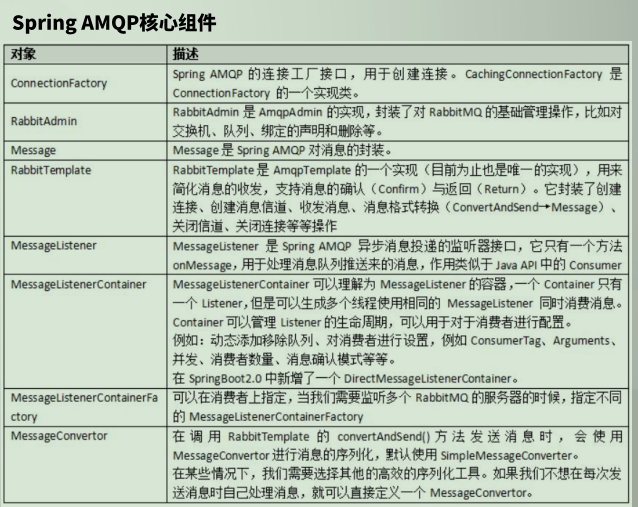 Spring AMQP核心组件
对象 描述
ConnectionFactory
Spring AMQP 的连接工厂接口，用于创建连接。CachingConnectionFactory 是
ConnectionFactory 的一个实现类。
RabbitAdmin
RabbitAdmin 是 AmqpAdmin 的实现，封装了对 RabbitMQ 的基础管理操作，比如对
交换机、队列、绑定的声明和删除等。
Message
Message 是 Spring AMQP 对消息的封装。
RabbitTemplate
RabbitTemplate 是 AmqpTemplate 的一个实现（目前为止也是唯一的实现），用来
简化消息的收发，支持消息的确认（Confirm）与返回（Return）。它封装了创建
连接、创建消息信道、收发消息、消息格式转换（ConvertAndSend→Message）、
关闭信道、关闭连接等等操作
MessageListener
MessageListener 是 Spring AMQP 异步消息投递的监听器接口，它只有一个方法
onMessage，用于处理消息队列推送来的消息，作用类似于 Java API 中的 Consumer
MessageListenerContainer
MessageListenerContainer 可以理解为 MessageListener 的容器，一个 Container 只有
一个 Listener，但是可以生成多个线程使用相同的 MessageListener 同时消费消息。
Container 可以管理 Listener 的生命周期，可以用于对于消费者进行配置。
例如：动态添加移除队列、对消费者进行设置，例如 ConsumerTag、Arguments、
并发、消费者数量、消息确认模式等等。
在 SpringBoot2.0 中新增了一个 DirectMessageListenerContainer。
MessageListenerContainerFa
ctory
可以在消费者上指定，当我们需要监听多个 RabbitMQ 的服务器的时候，指定不同
的 MessageListenerContainerFactory
MessageConvertor
在调用 RabbitTemplate 的 convertAndSend() 方法发送消息时，会使用
MessageConvertor 进行消息的序列化，默认使用 SimpleMessageConverter。
在某些情况下，我们需要选择其他的高效的序列化工具。如果我们不想在每次发
送消息时自己处理消息，就可以直接定义一个 MessageConvertor。